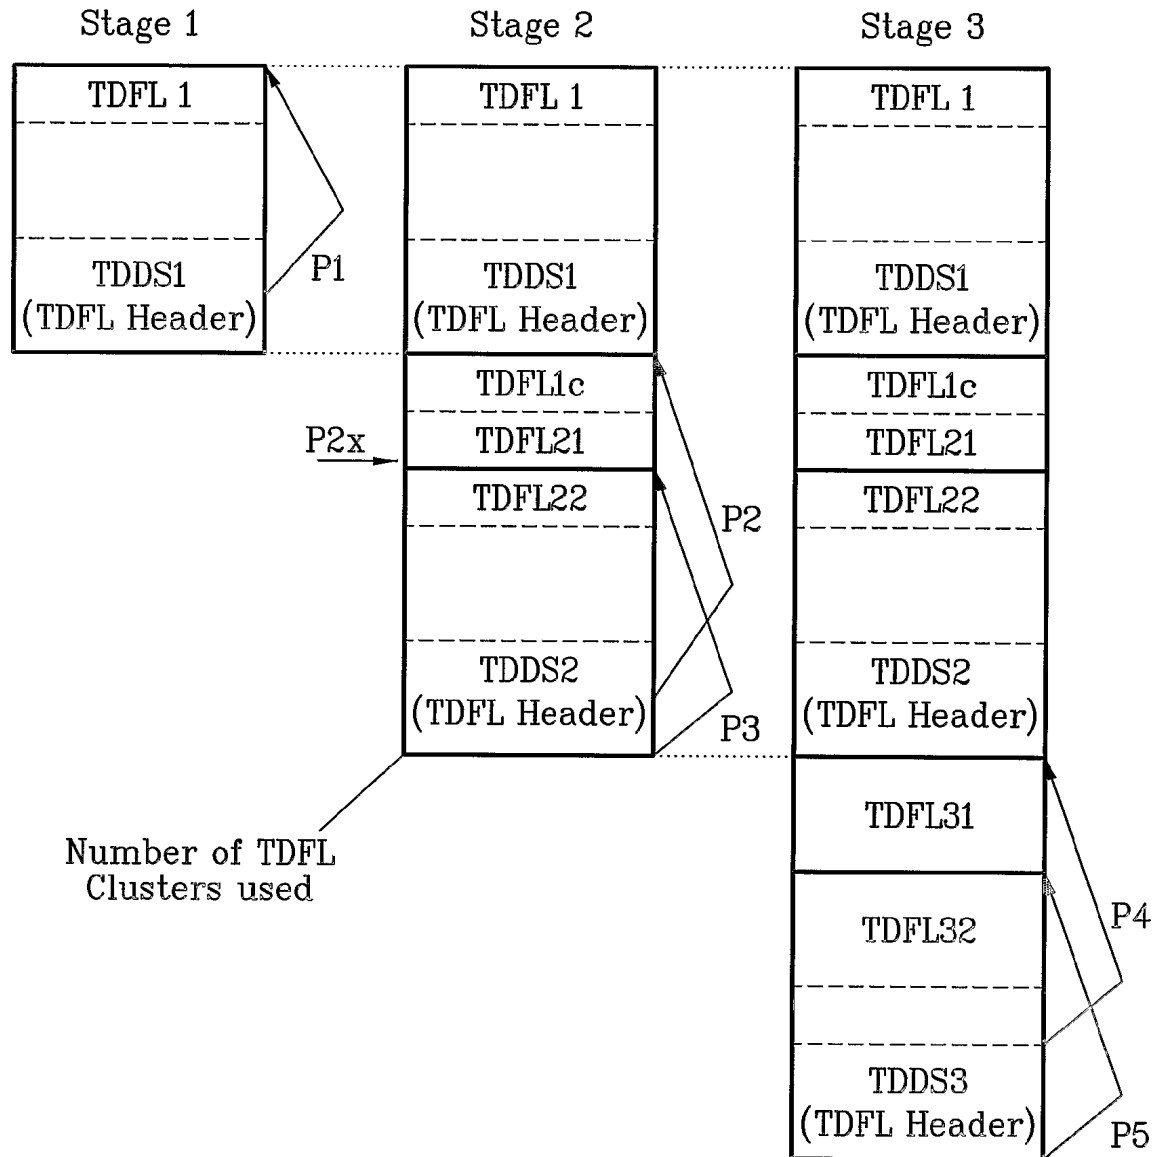 Stage 1
Stage 2
Stage 3
TDFL 1
TDDS1
(TDFL Header)
P1
TDFL 1
TDDS1
(TDFL Header)
TDFL1c
P2x
TDFL21
TDFL22
P2
TDDS2
(TDFL Header)
P3
Number of TDFL
Clusters used
TDFL 1
TDDS1
(TDFL Header)
TDFL1c
TDFL21
TDFL22
TDDS2
(TDFL Header)
TDFL31
TDFL32
P4
TDDS3
(TDFL Header)
P5